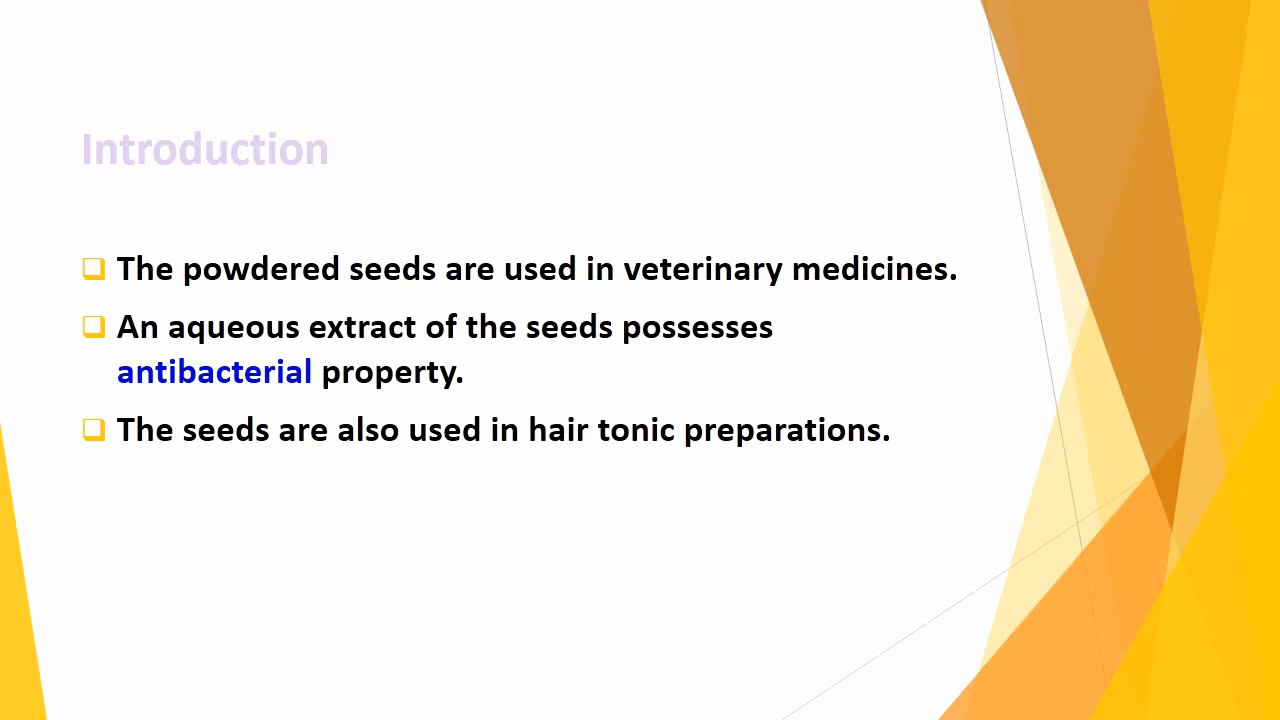 Introduction
The powdered seeds are used in veterinary medicines.
An aqueous extract of the seeds possesses
antibacterial property.
The seeds are also used in hair tonic preparations.